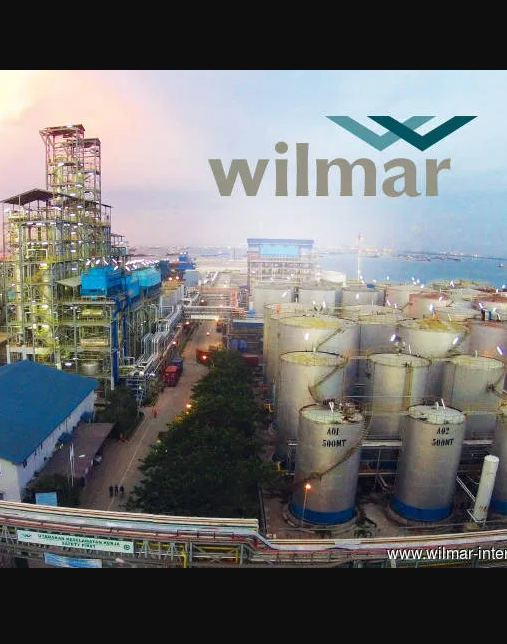 wilmar
A01
500MT
A02
500MT
UTAMAKAN KESELAMATAN KERJA
SAFETY FIRST
www.wilmar-inter